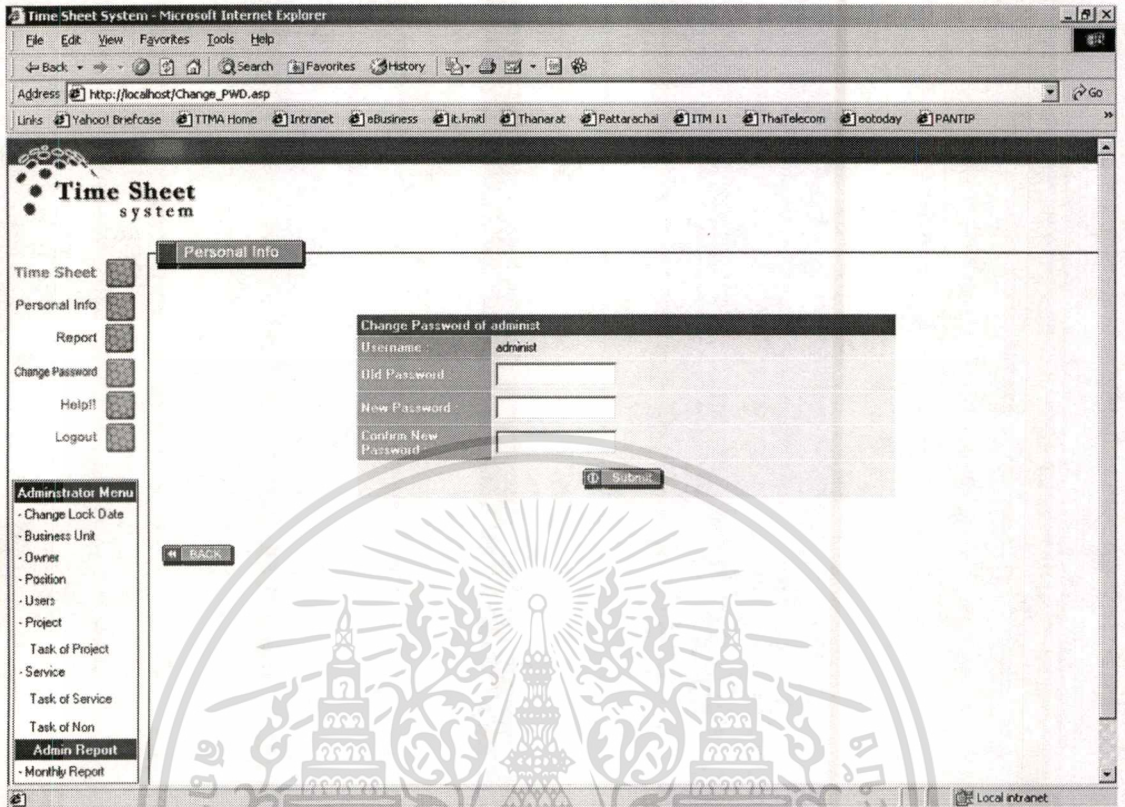 Time Sheet System - Microsoft Internet Explorer
File Edit View Favorites Tools Help
Back Search Favorites History
Address http://localhost/Change_PWD.asp Go
Links Yahoo! Briefcase TTMA Home Intranet eBusiness it.kmitl Thanarat Pattarachai ITM 11 ThaiTelecom eotoday PANTIP
Time Sheet
system
Personal Info
Time Sheet
Personal Info
Report
Change Password
Help!!
Logout
Change Password of administ
Username : administ
Old Password
New Password :
Confirm New
Password :
Submit
BACK
Adminstrator Menu
- Change Lock Date
- Business Unit
- Owner
- Position
- Users
- Project
Task of Project
- Service
Task of Service
Task of Non
Admin Report
- Monthly Report
Local intranet